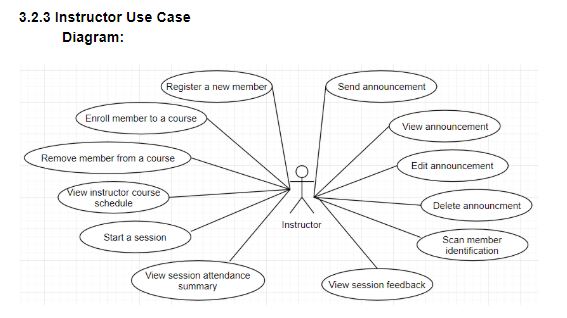 3.2.3 Instructor Use Case
Diagram:
Register a new member
Send announcement
Enroll member to a course
View announcement
Remove member from a course
Edit announcement
View instructor course
schedule
Delete announcment
Instructor
Start a session
Scan member
identification
View session attendance
summary
View session feedback